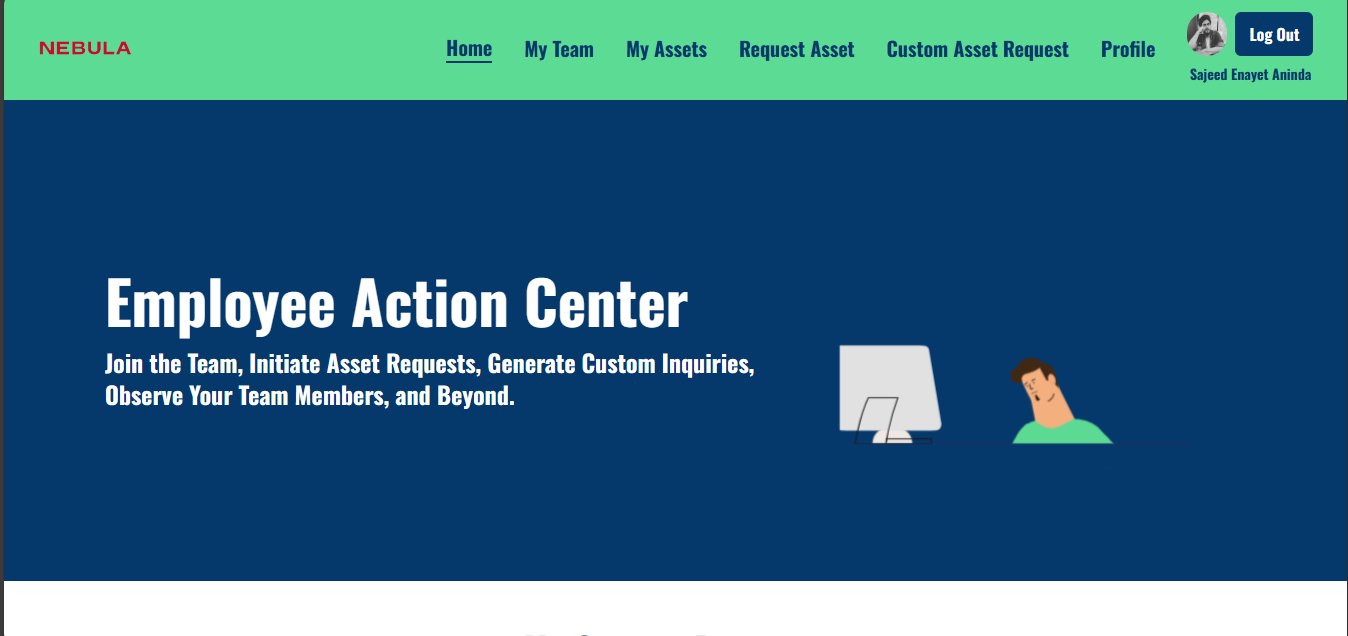 NEBULA
Home
My Team
My Assets
Request Asset
Custom Asset Request
Profile
Log Out
Sajeed Enayet Aninda
Employee Action Center
Join the Team, Initiate Asset Requests, Generate Custom Inquiries,
Observe Your Team Members, and Beyond.